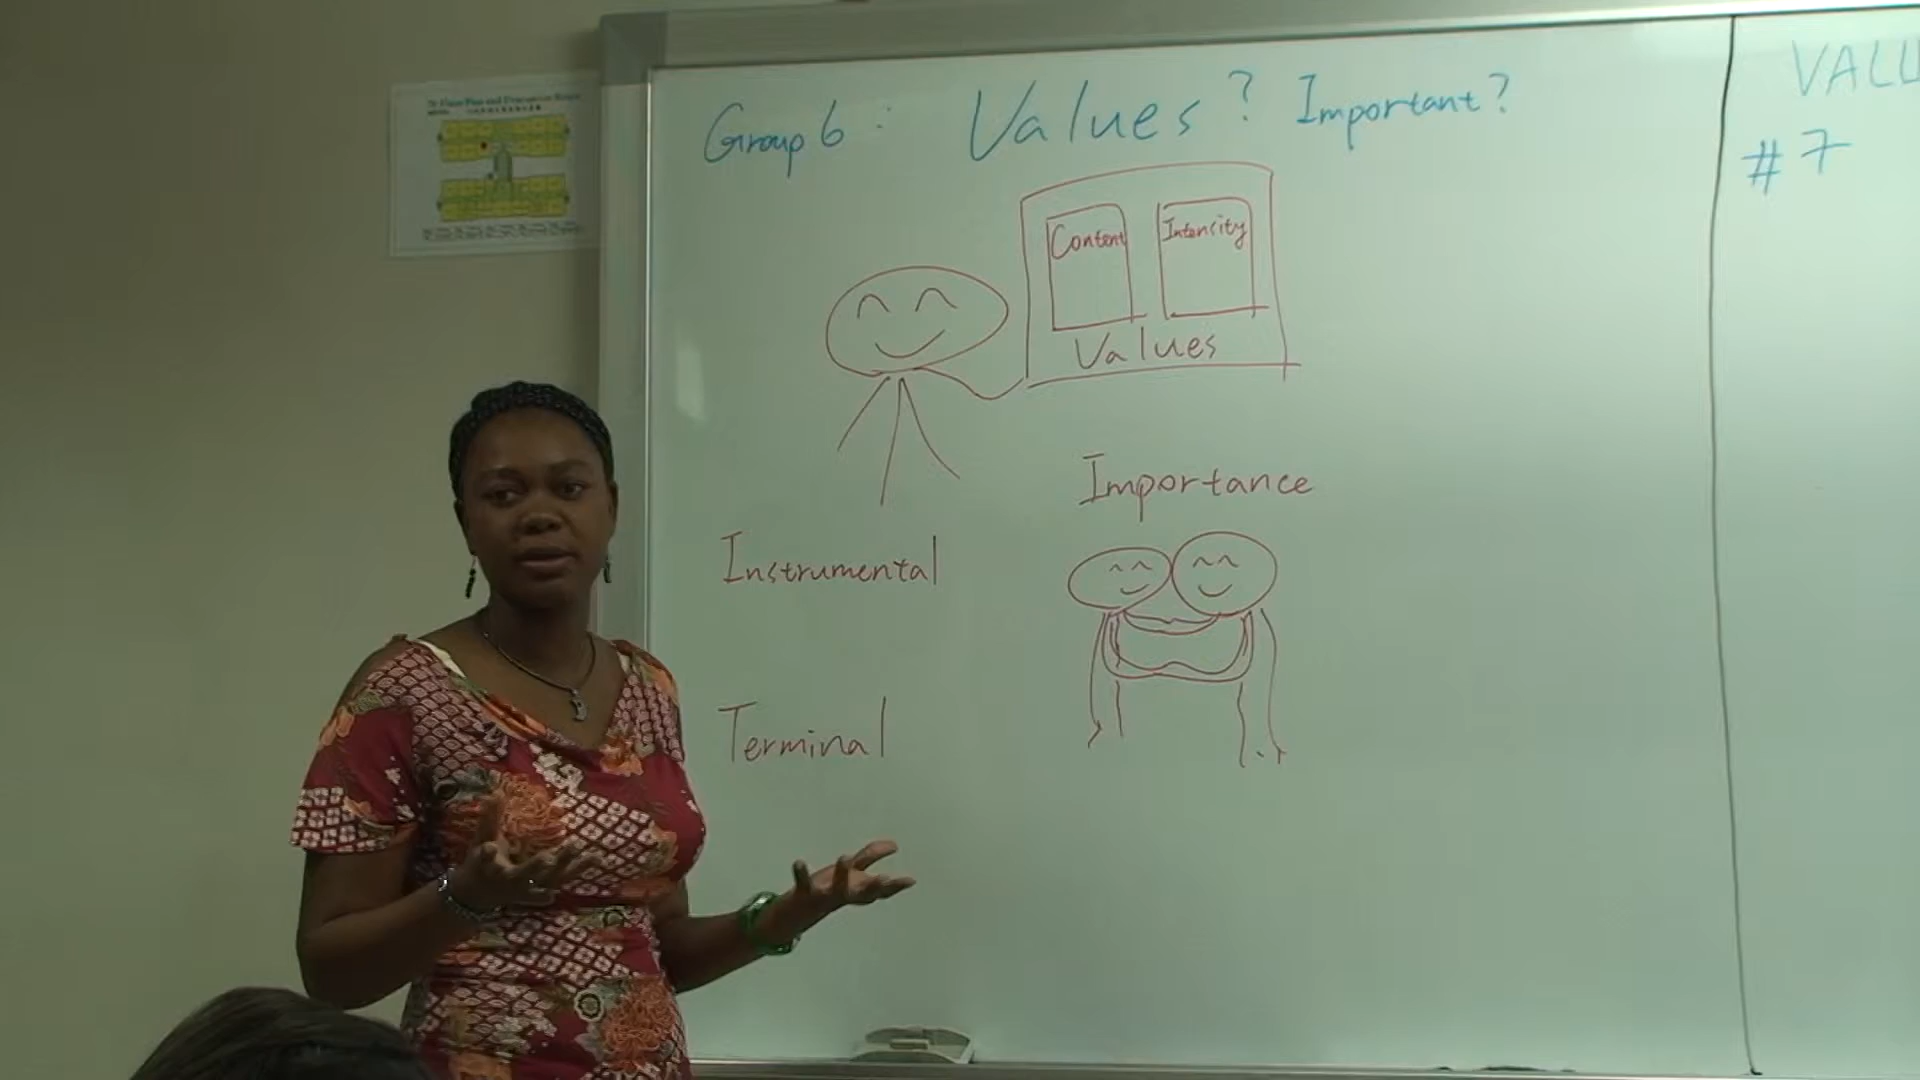 Group 6 : Values? Important?
Content
Intensity
Values
Importance
Instrumental
Terminal
VALU
#7